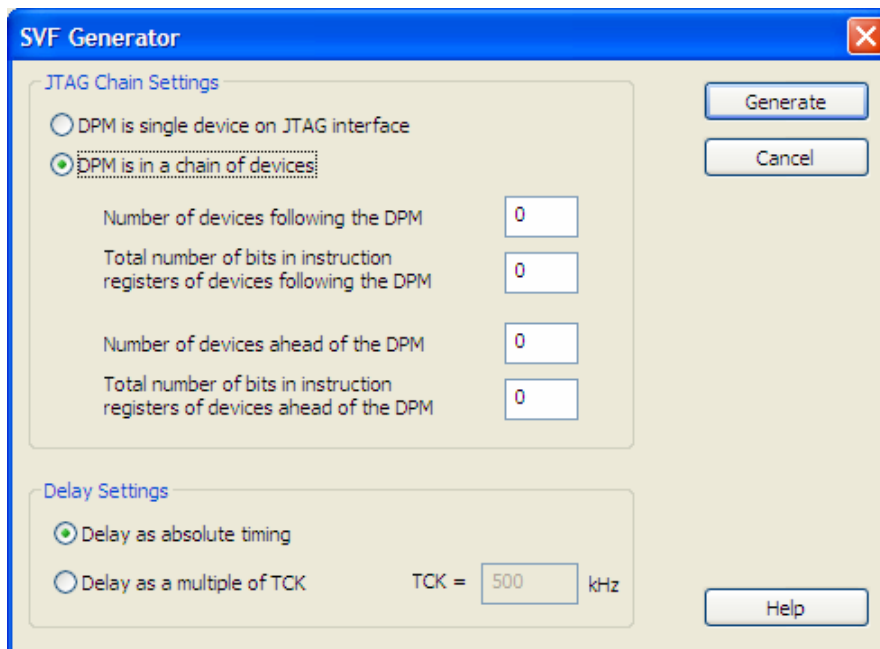 SVF Generator
JTAG Chain Settings
DPM is single device on JTAG interface
DPM is in a chain of devices
Number of devices following the DPM
0
Total number of bits in instruction
registers of devices following the DPM
0
Number of devices ahead of the DPM
0
Total number of bits in instruction
registers of devices ahead of the DPM
0
Generate
Cancel
Delay Settings
Delay as absolute timing
Delay as a multiple of TCK
TCK = 500 kHz
Help